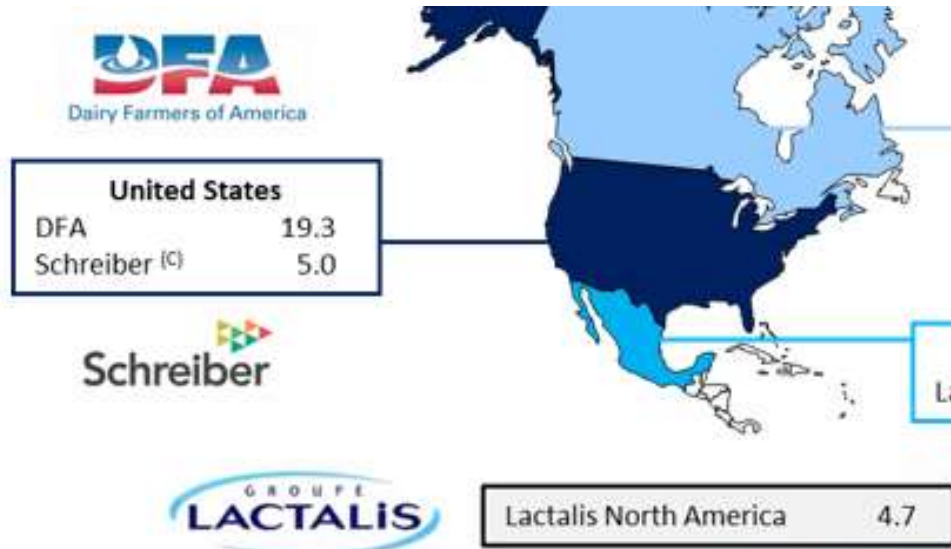 DFA
Dairy Farmers of America
United States
DFA 19.3
Schreiber (C) 5.0
Schreiber
GROUPE
LACTALiS
Lactalis North America 4.7